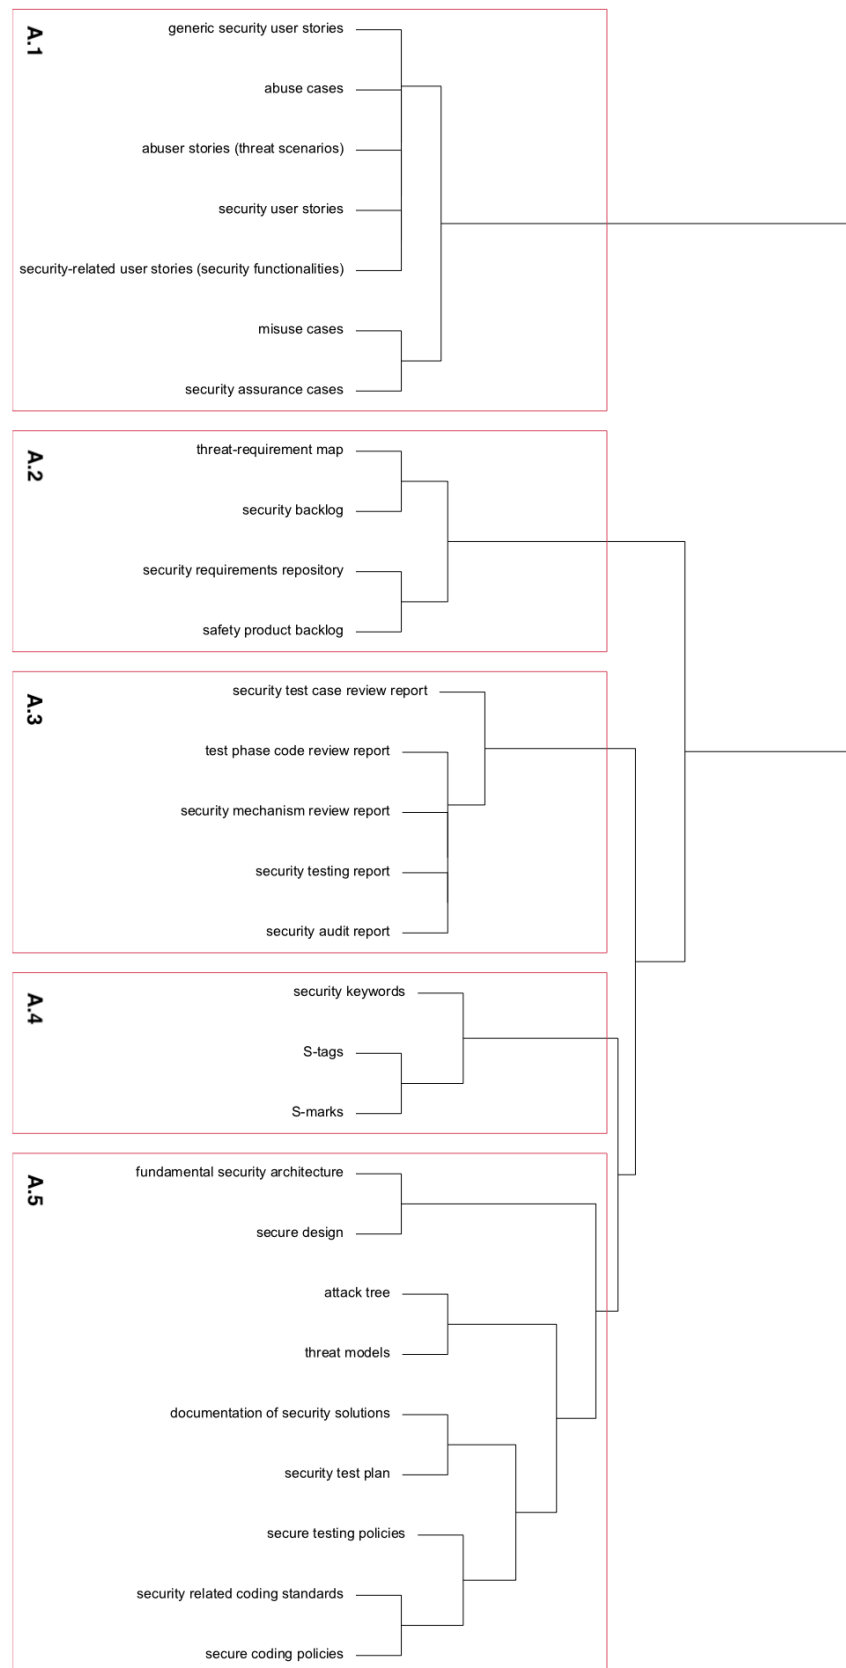 A.1
generic security user stories
abuse cases
abuser stories (threat scenarios)
security user stories
security-related user stories (security functionalities)
misuse cases
security assurance cases
A.2
threat-requirement map
security backlog
security requirements repository
safety product backlog
A.3
security test case review report
test phase code review report
security mechanism review report
security testing report
security audit report
A.4
security keywords
S-tags
S-marks
A.5
fundamental security architecture
secure design
attack tree
threat models
documentation of security solutions
security test plan
secure testing policies
security related coding standards
secure coding policies